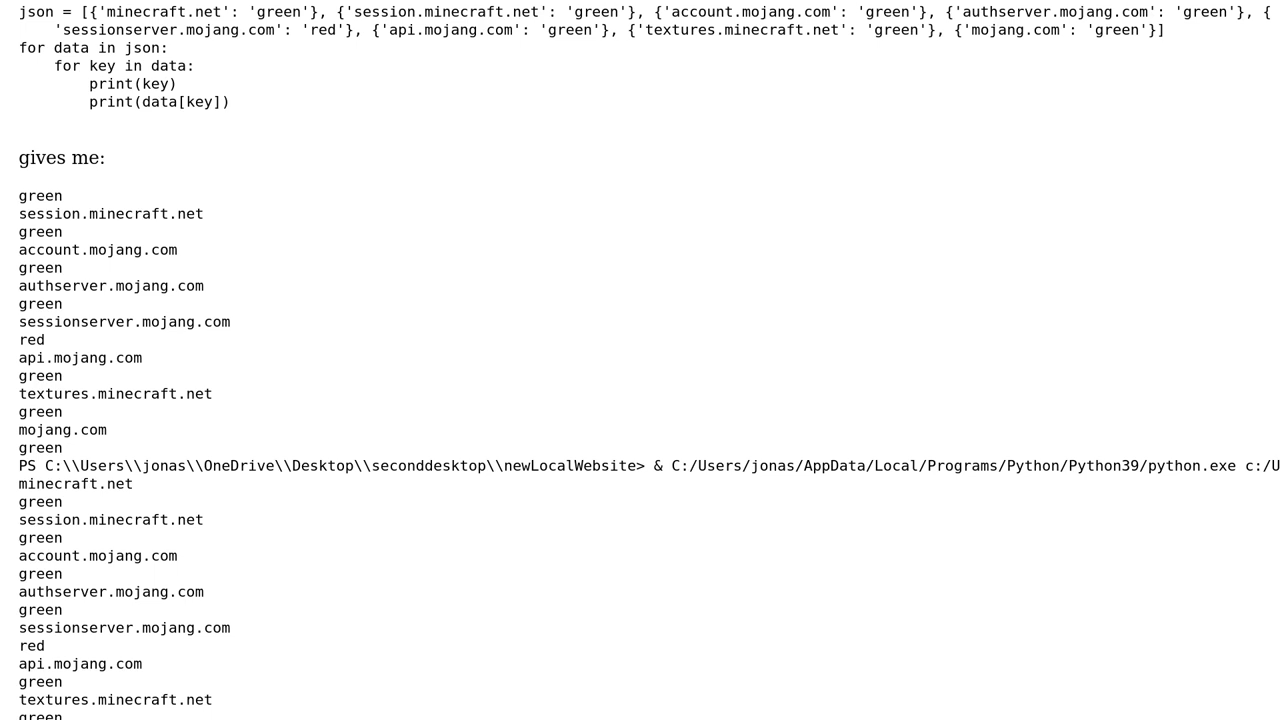 json = [{'minecraft.net': 'green'}, {'session.minecraft.net': 'green'}, {'account.mojang.com': 'green'}, {'authserver.mojang.com': 'green'}, {
    'sessionserver.mojang.com': 'red'}, {'api.mojang.com': 'green'}, {'textures.minecraft.net': 'green'}, {'mojang.com': 'green'}]
for data in json:
    for key in data:
        print(key)
        print(data[key])
gives me:
green
session.minecraft.net
green
account.mojang.com
green
authserver.mojang.com
green
sessionserver.mojang.com
red
api.mojang.com
green
textures.minecraft.net
green
mojang.com
green
PS C:\\Users\\jonas\\OneDrive\\Desktop\\seconddesktop\\newLocalWebsite> & C:/Users/jonas/AppData/Local/Programs/Python/Python39/python.exe c:/U
minecraft.net
green
session.minecraft.net
green
account.mojang.com
green
authserver.mojang.com
green
sessionserver.mojang.com
red
api.mojang.com
green
textures.minecraft.net
green